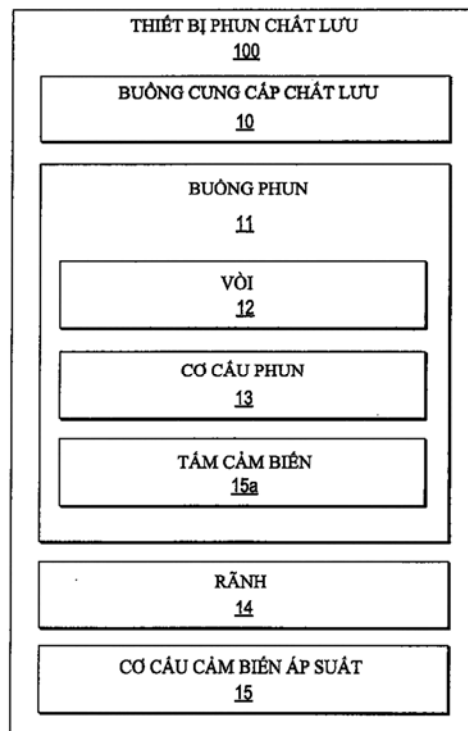 THIẾT BỊ PHUN CHẤT LƯU
100
BUỒNG CUNG CẤP CHẤT LƯU
10
BUỒNG PHUN
11
VÒI
12
CƠ CẤU PHUN
13
TẤM CẢM BIẾN
15a
RÃNH
14
CƠ CẤU CẢM BIẾN ÁP SUẤT
15